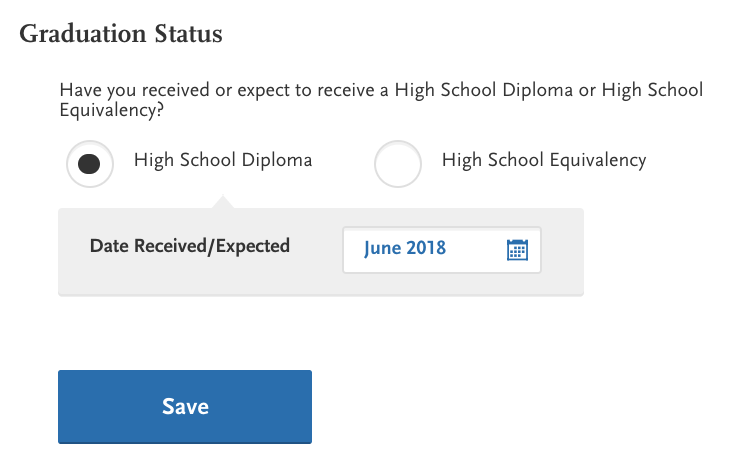 Graduation Status
Have you received or expect to receive a High School Diploma or High School
Equivalency?
High School Diploma
High School Equivalency
Date Received/Expected
June 2018
Save